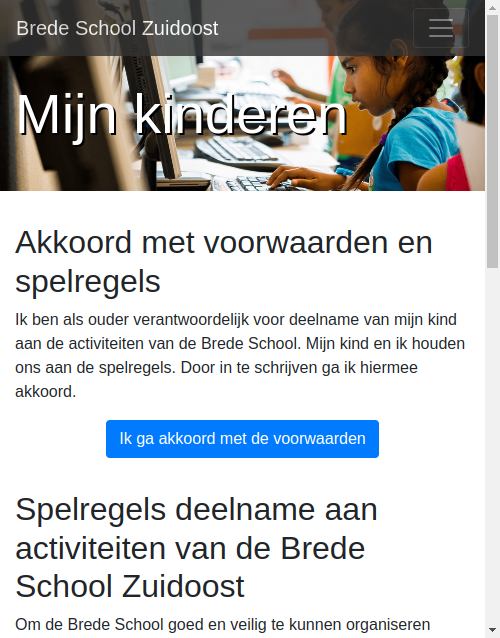 Brede School Zuidoost
Mijn kinderen
Akkoord met voorwaarden en
spelregels
Ik ben als ouder verantwoordelijk voor deelname van mijn kind
aan de activiteiten van de Brede School. Mijn kind en ik houden
ons aan de spelregels. Door in te schrijven ga ik hiermee
akkoord.
Ik ga akkoord met de voorwaarden
Spelregels deelname aan
activiteiten van de Brede
School Zuidoost
Om de Brede School goed en veilig te kunnen organiseren